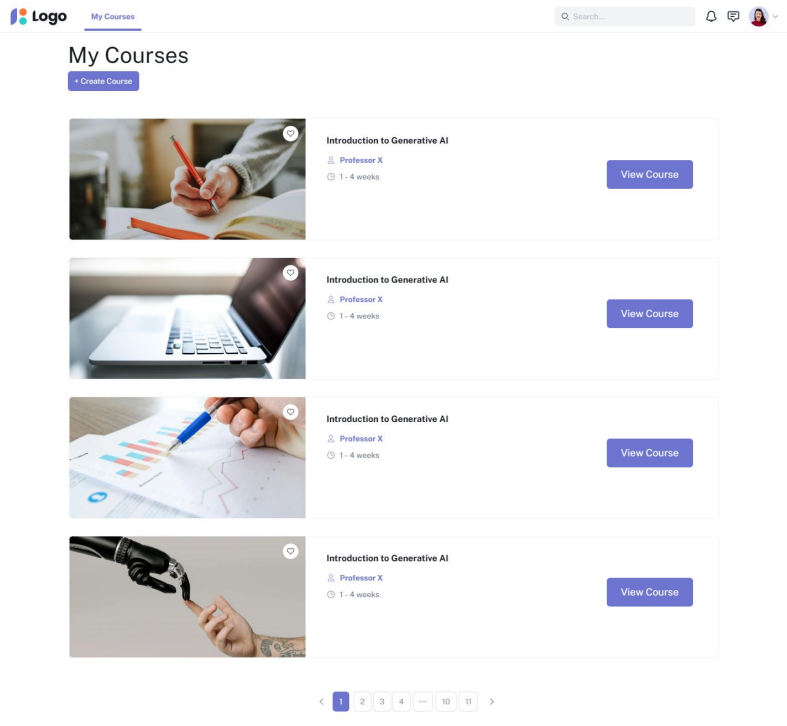 Logo
My Courses
Search...
My Courses
+ Create Course
Introduction to Generative AI
Professor X
1 - 4 weeks
View Course
Introduction to Generative AI
Professor X
1 - 4 weeks
View Course
Introduction to Generative AI
Professor X
1 - 4 weeks
View Course
Introduction to Generative AI
Professor X
1 - 4 weeks
View Course
1 2 3 4 ... 10 11